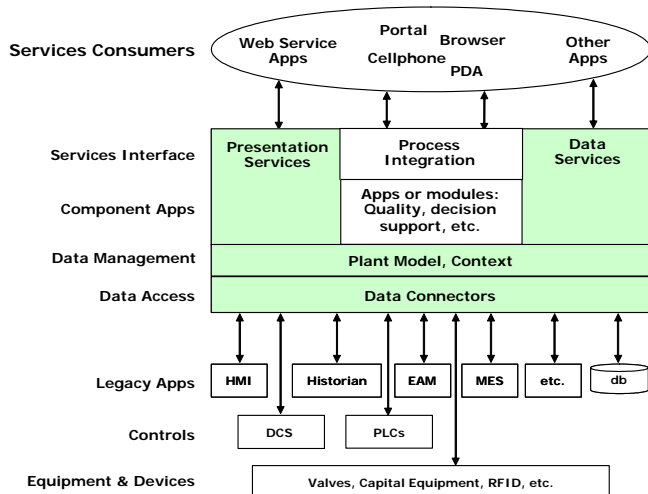 Services Consumers
Web Service
Apps
Portal
Cellphone
Browser
PDA
Other
Apps
Services Interface
Presentation
Services
Process
Integration
Data
Services
Component Apps
Apps or modules:
Quality, decision
support, etc.
Data Management
Plant Model, Context
Data Access
Data Connectors
Legacy Apps
HMI
Historian
EAM
MES
etc.
db
Controls
DCS
PLCs
Equipment & Devices
Valves, Capital Equipment, RFID, etc.